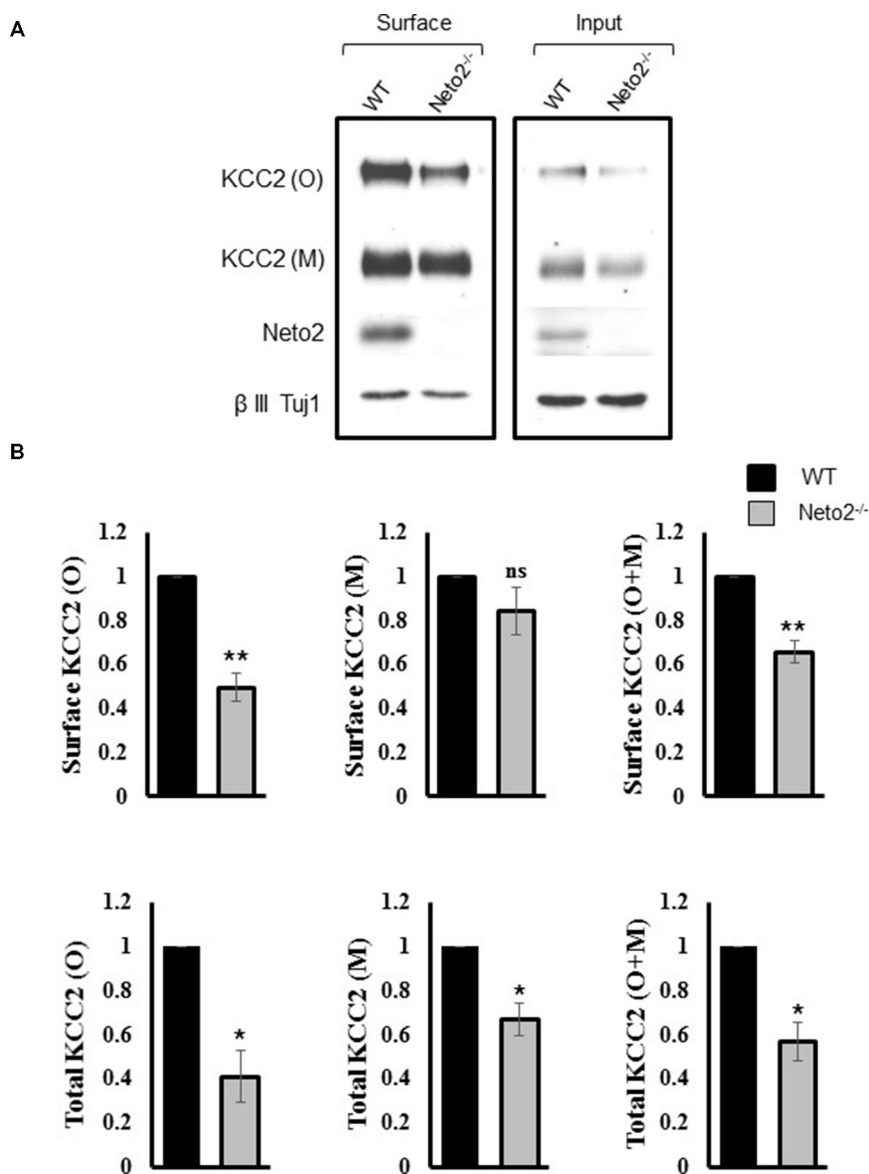 A
Surface
Input
WT
Neto2-/-
WT
Neto2-/-
KCC2 (O)
KCC2 (M)
Neto2
β III Tuj1
B
WT
Neto2-/-
Surface KCC2 (O)
1.2
1
0.8
0.6
0.4
0.2
0
**
Surface KCC2 (M)
1.2
1
0.8
0.6
0.4
0.2
0
ns
Surface KCC2 (O+M)
1.2
1
0.8
0.6
0.4
0.2
0
**
Total KCC2 (O)
1.2
1
0.8
0.6
0.4
0.2
0
*
Total KCC2 (M)
1.2
1
0.8
0.6
0.4
0.2
0
*
Total KCC2 (O+M)
1.2
1
0.8
0.6
0.4
0.2
0
*